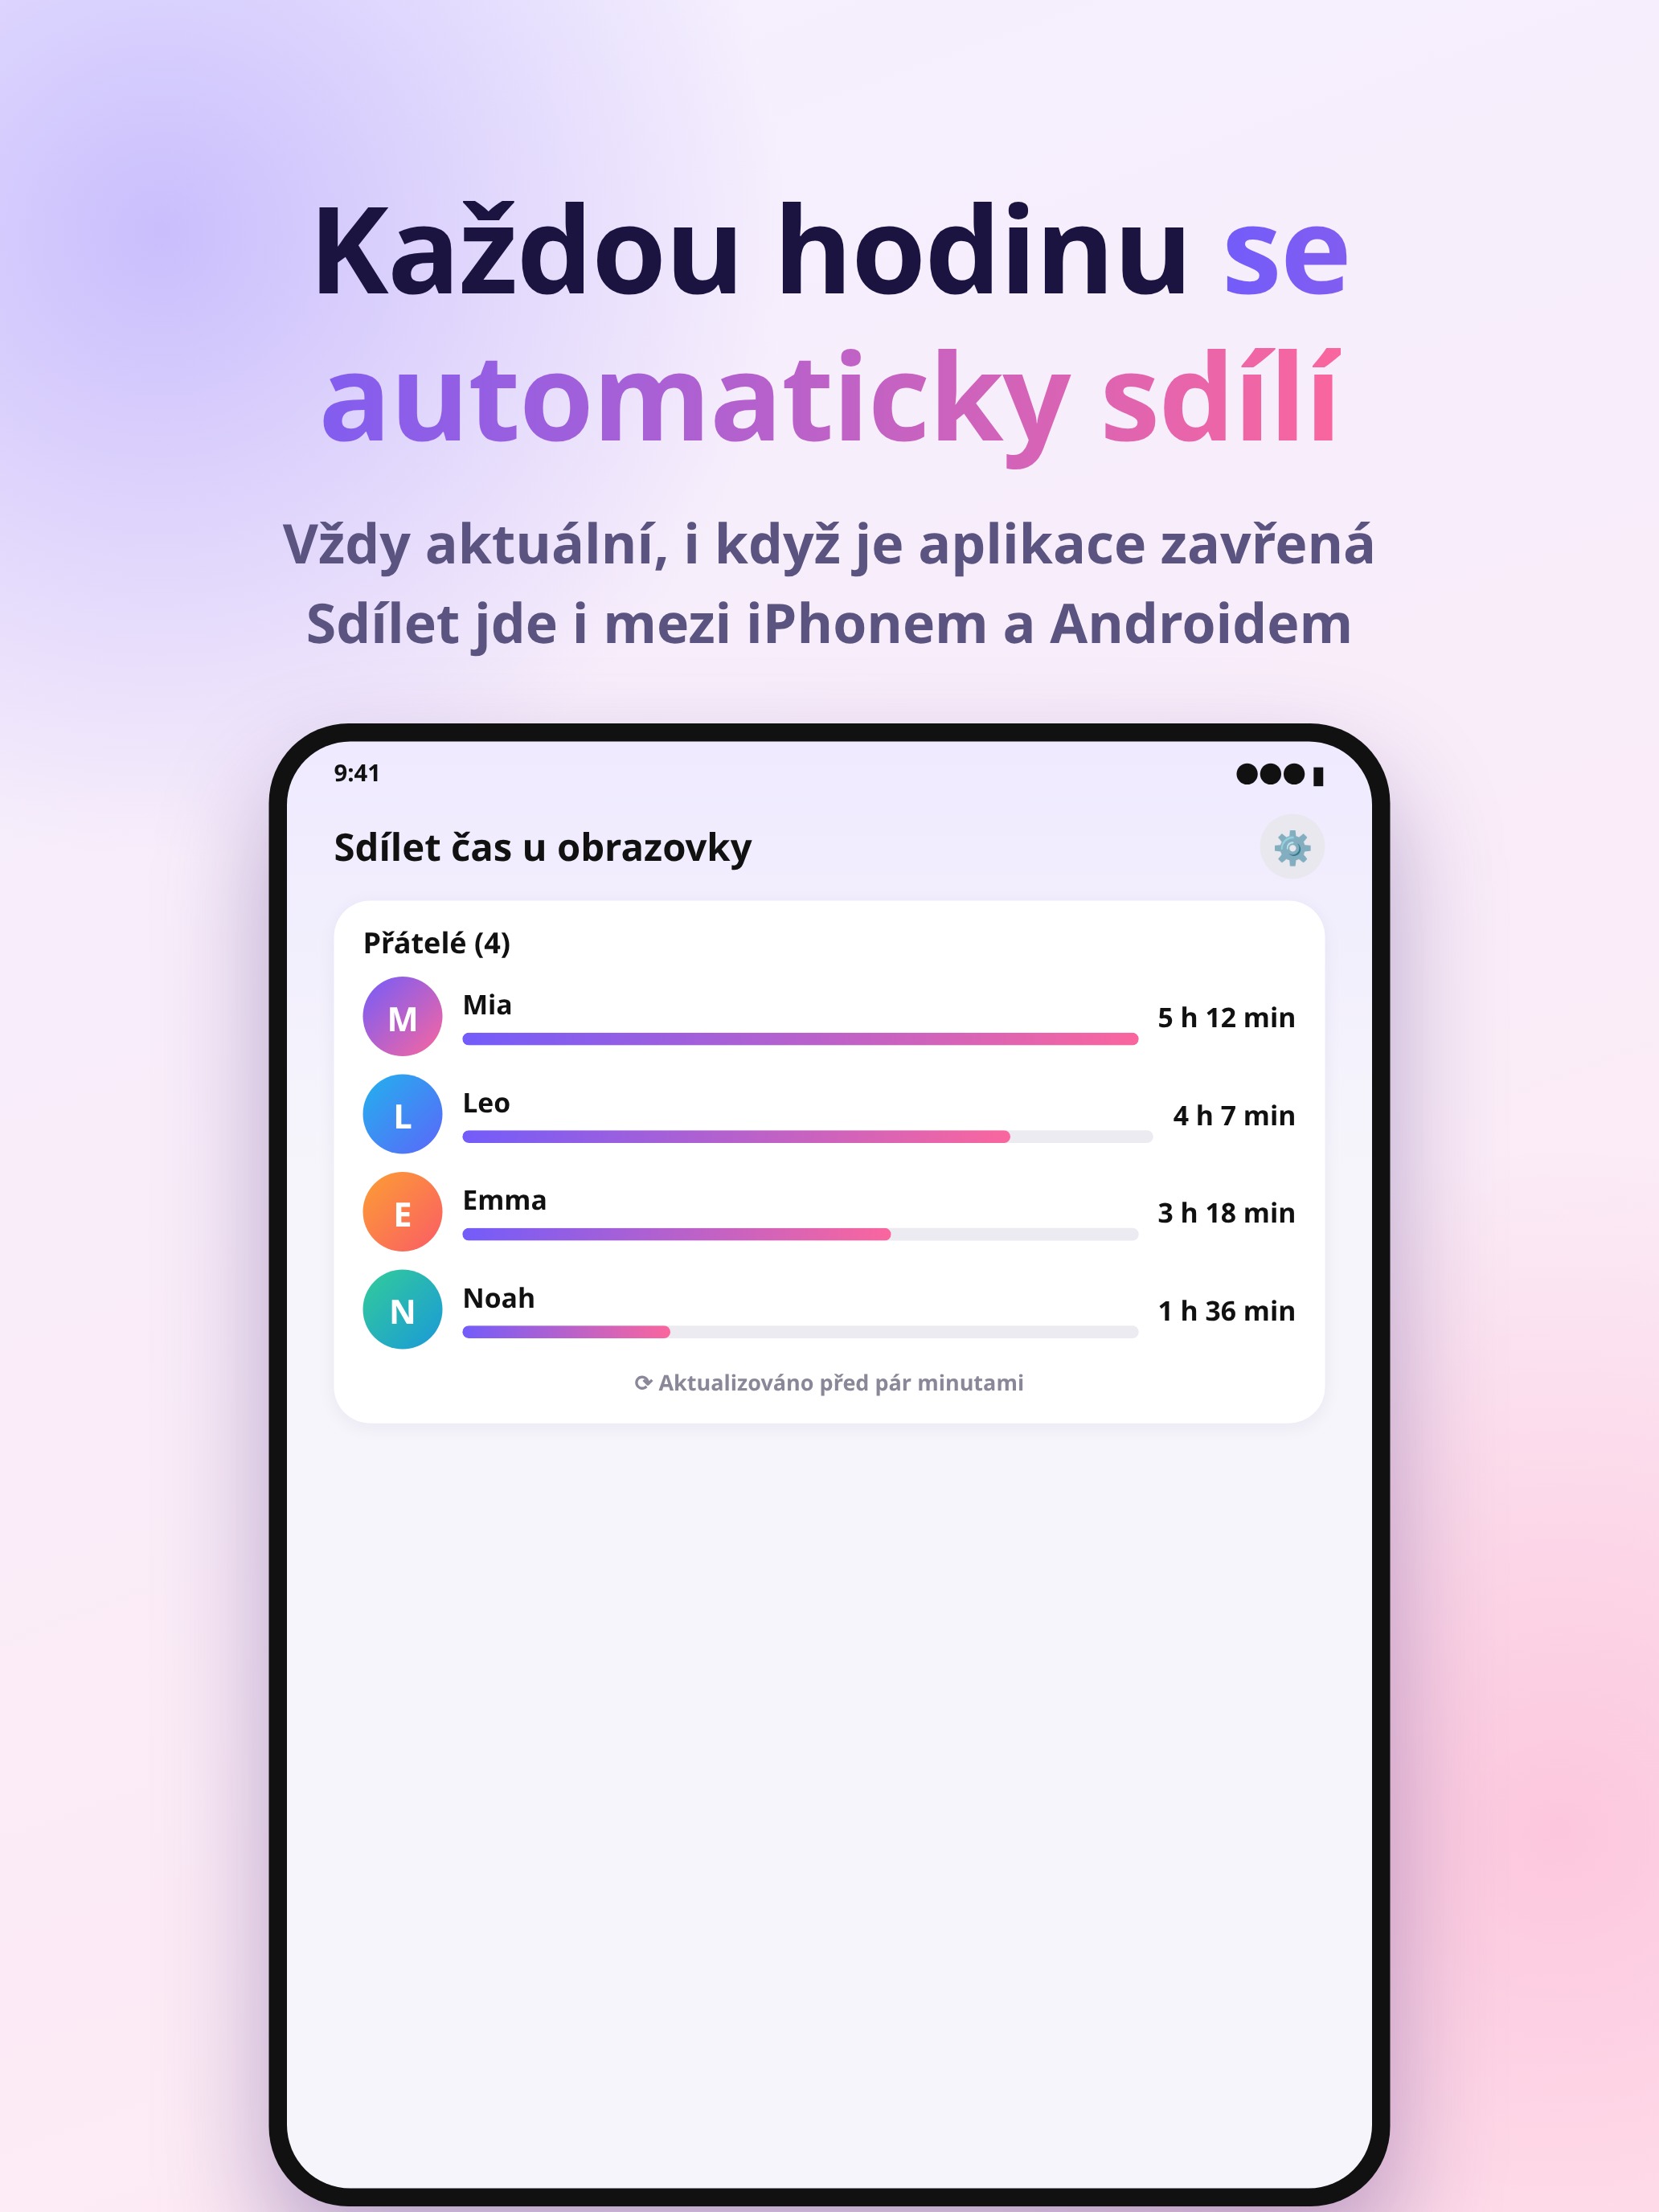 Každou hodinu se
automaticky sdílí
Vždy aktuální, i když je aplikace zavřená
Sdílet jde i mezi iPhonem a Androidem
9:41
Sdílet čas u obrazovky
Přátelé (4)
M
Mia
5 h 12 min
L
Leo
4 h 7 min
E
Emma
3 h 18 min
N
Noah
1 h 36 min
⟳ Aktualizováno před pár minutami